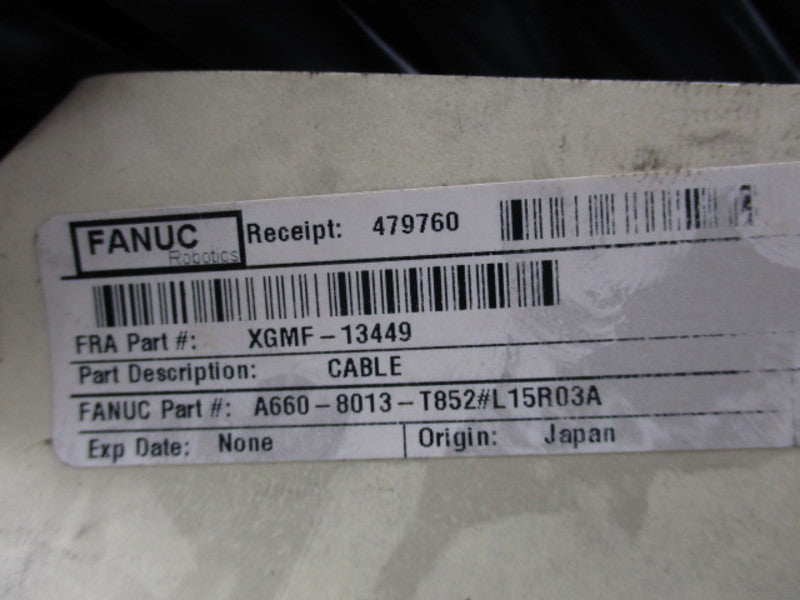 FANUC Robotics Receipt: 479760
FRA Part #: XGMF-13449
Part Description: CABLE
FANUC Part #: A660-8013-T852#L15R03A
Exp Date: None Origin: Japan